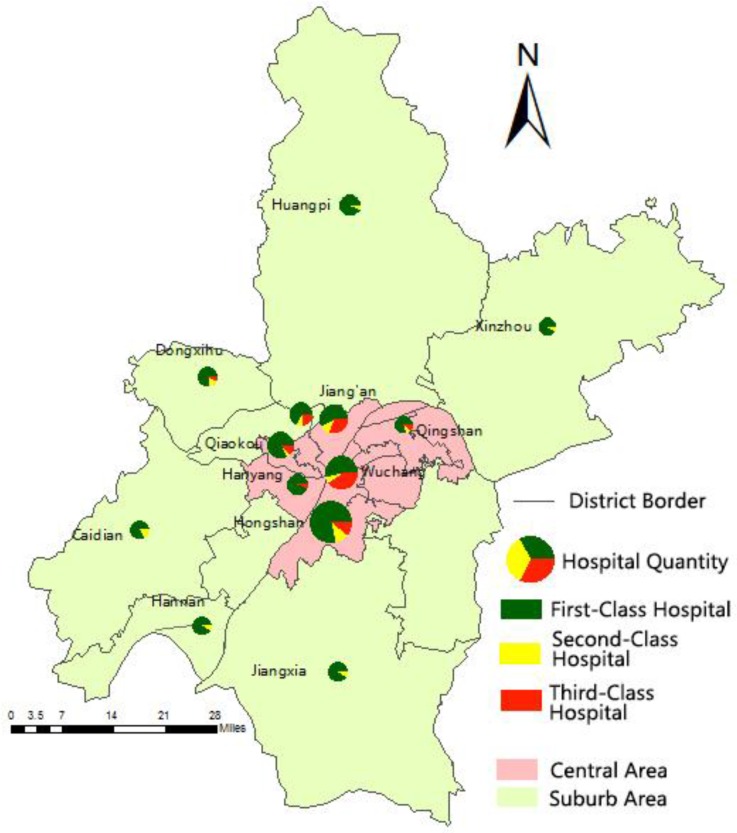 N
Huangpi
Xinzhou
Dongxihu
Jiang'an
Qiaokou
Qingshan
Hanyang
Wuchang
Hongshan
Caidian
Hannan
Jiangxia
0 3.5 7 14 21 28
Miles
District Border
Hospital Quantity
First-Class Hospital
Second-Class
Hospital
Third-Class
Hospital
Central Area
Suburb Area